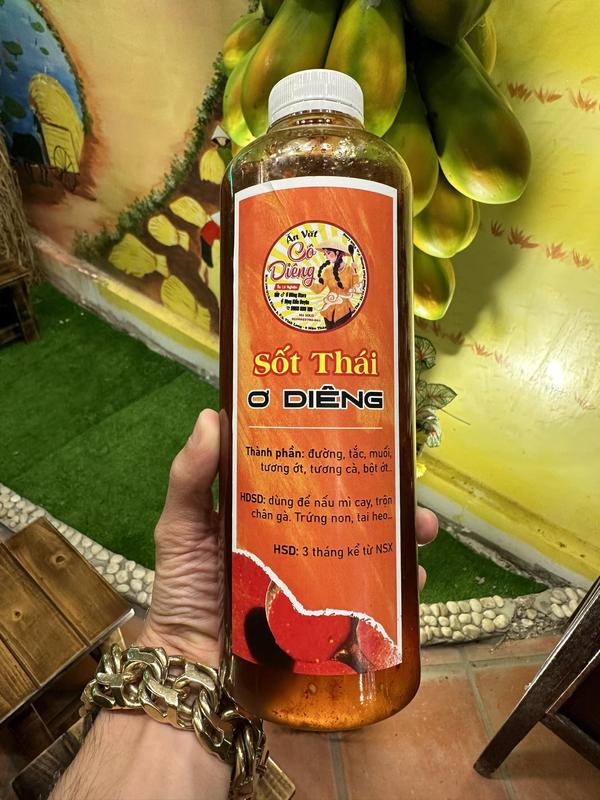 Ăn Vặt
Cô
Diêng
Sốt Thái
Ơ DIÊNG
Thành phần: đường, tắc, muối,
tương ớt, tương cà, bột ớt...
HDSD: dùng để nấu mì cay, trộn
chân gà. Trứng non, tai heo...
HSD: 3 tháng kể từ NSX